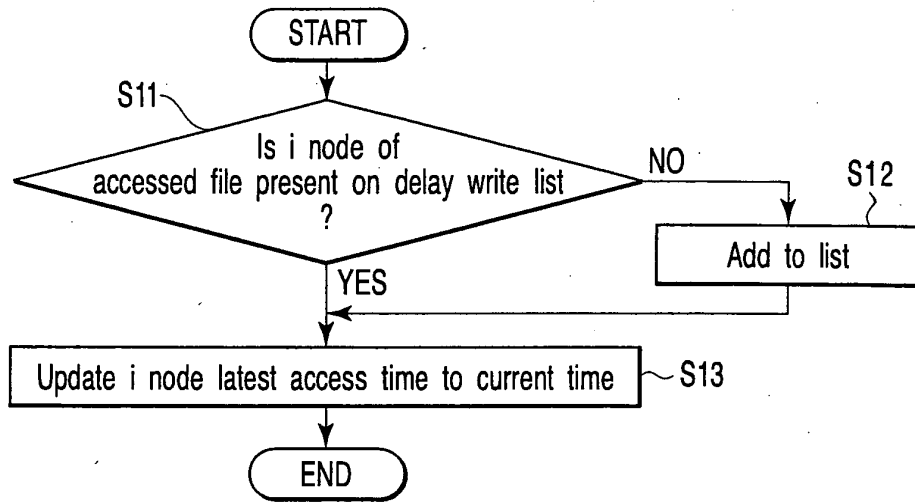 START
S11
Is i node of
accessed file present on delay write list
?
NO
S12
Add to list
YES
Update i node latest access time to current time
S13
END